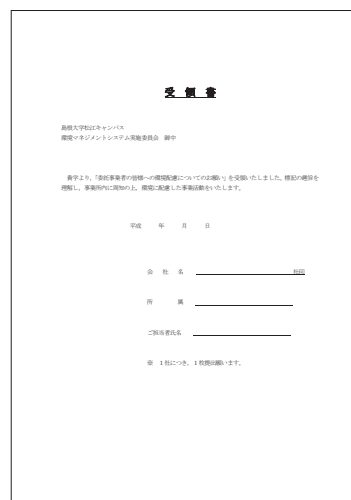 受 領 書
島根大学松江キャンパス
環境マネジメントシステム実施委員会 御中
貴学より、「委託事業者の皆様への環境配慮についてのお願い」を受領いたしました。標記の趣旨を
理解し、事業所内に周知の上、環境に配慮した事業活動をいたします。
平成 年 月 日
会 社 名 社印
所 属
ご担当者氏名
※ 1社につき、1枚提出願います。